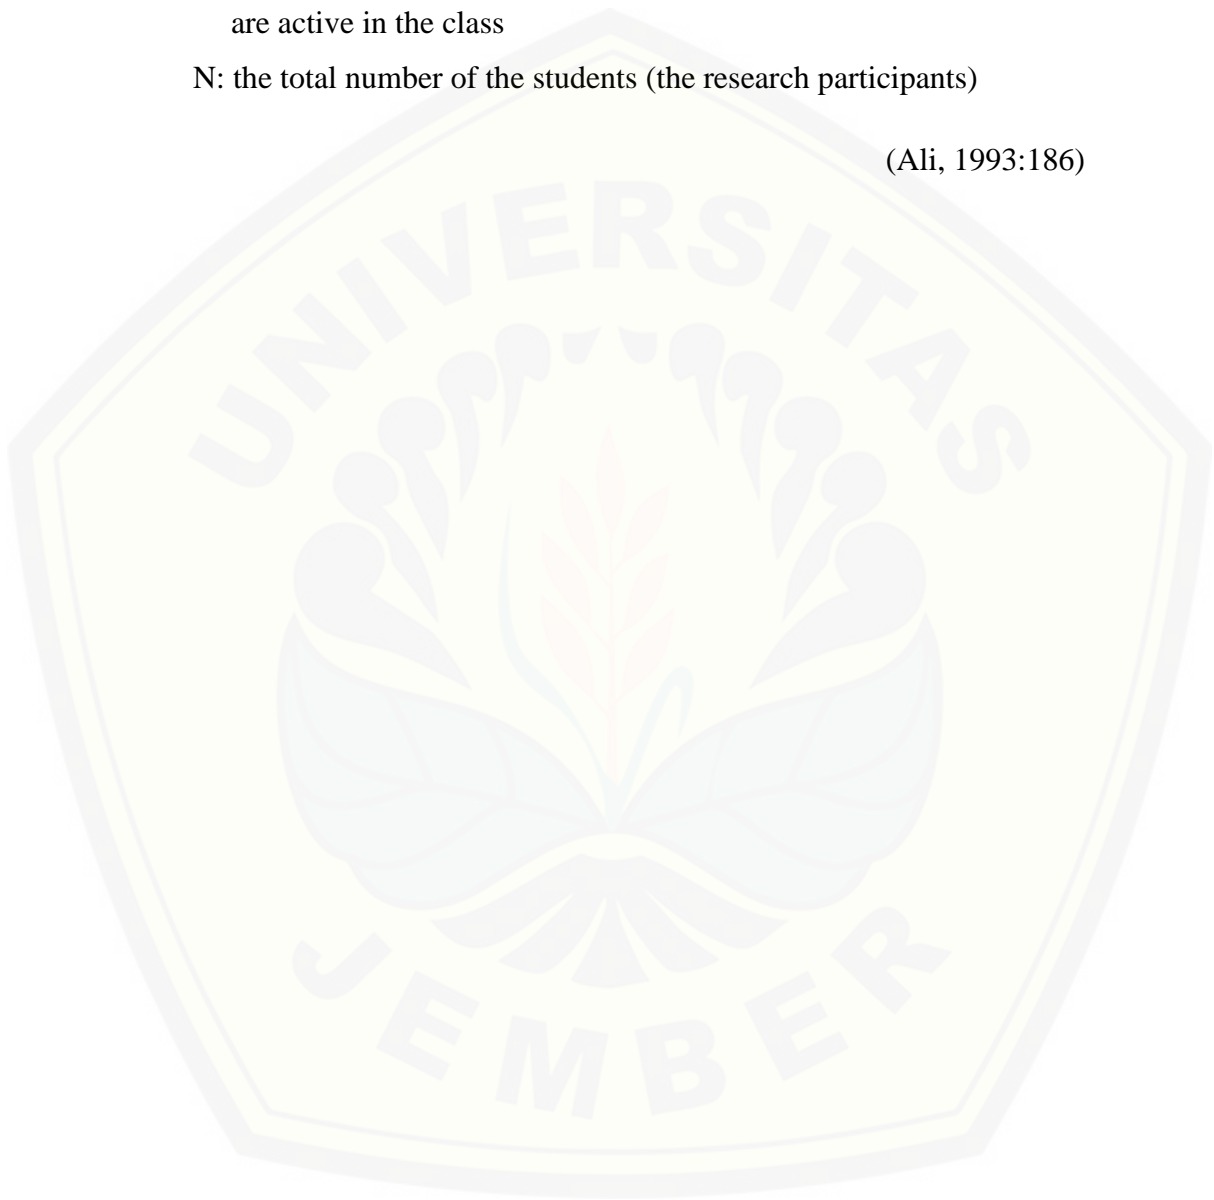 are active in the class
N: the total number of the students (the research participants)
(Ali, 1993:186)
UNIVERSITAS
JEMBER